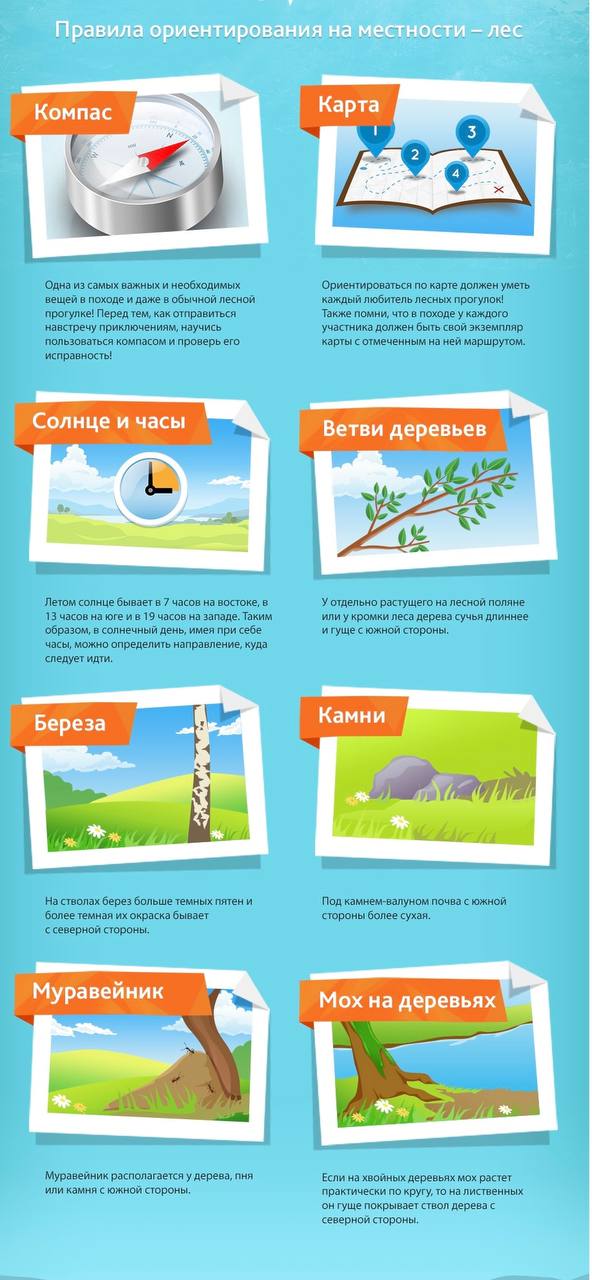 Правила ориентирования на местности – лес
Компас
N
W
NW
Одна из самых важных и необходимых
вещей в походе и даже в обычной лесной
прогулке! Перед тем, как отправиться
навстречу приключениям, научись
пользоваться компасом и проверь его
исправность!
Карта
1
2
3
4
Ориентироваться по карте должен уметь
каждый любитель лесных прогулок!
Также помни, что в походе у каждого
участника должен быть свой экземпляр
карты с отмеченным на ней маршрутом.
Солнце и часы
Летом солнце бывает в 7 часов на востоке, в
13 часов на юге и в 19 часов на западе. Таким
образом, в солнечный день, имея при себе
часы, можно определить направление, куда
следует идти.
Ветви деревьев
У отдельно растущего на лесной поляне
или у кромки леса дерева сучья длиннее
и гуще с южной стороны.
Береза
На стволах берез больше темных пятен и
более темная их окраска бывает
с северной стороны.
Камни
Под камнем-валуном почва с южной
стороны более сухая.
Муравейник
Муравейник располагается у дерева, пня
или камня с южной стороны.
Мох на деревьях
Если на хвойных деревьях мох растет
практически по кругу, то на лиственных
он гуще покрывает ствол дерева с
северной стороны.